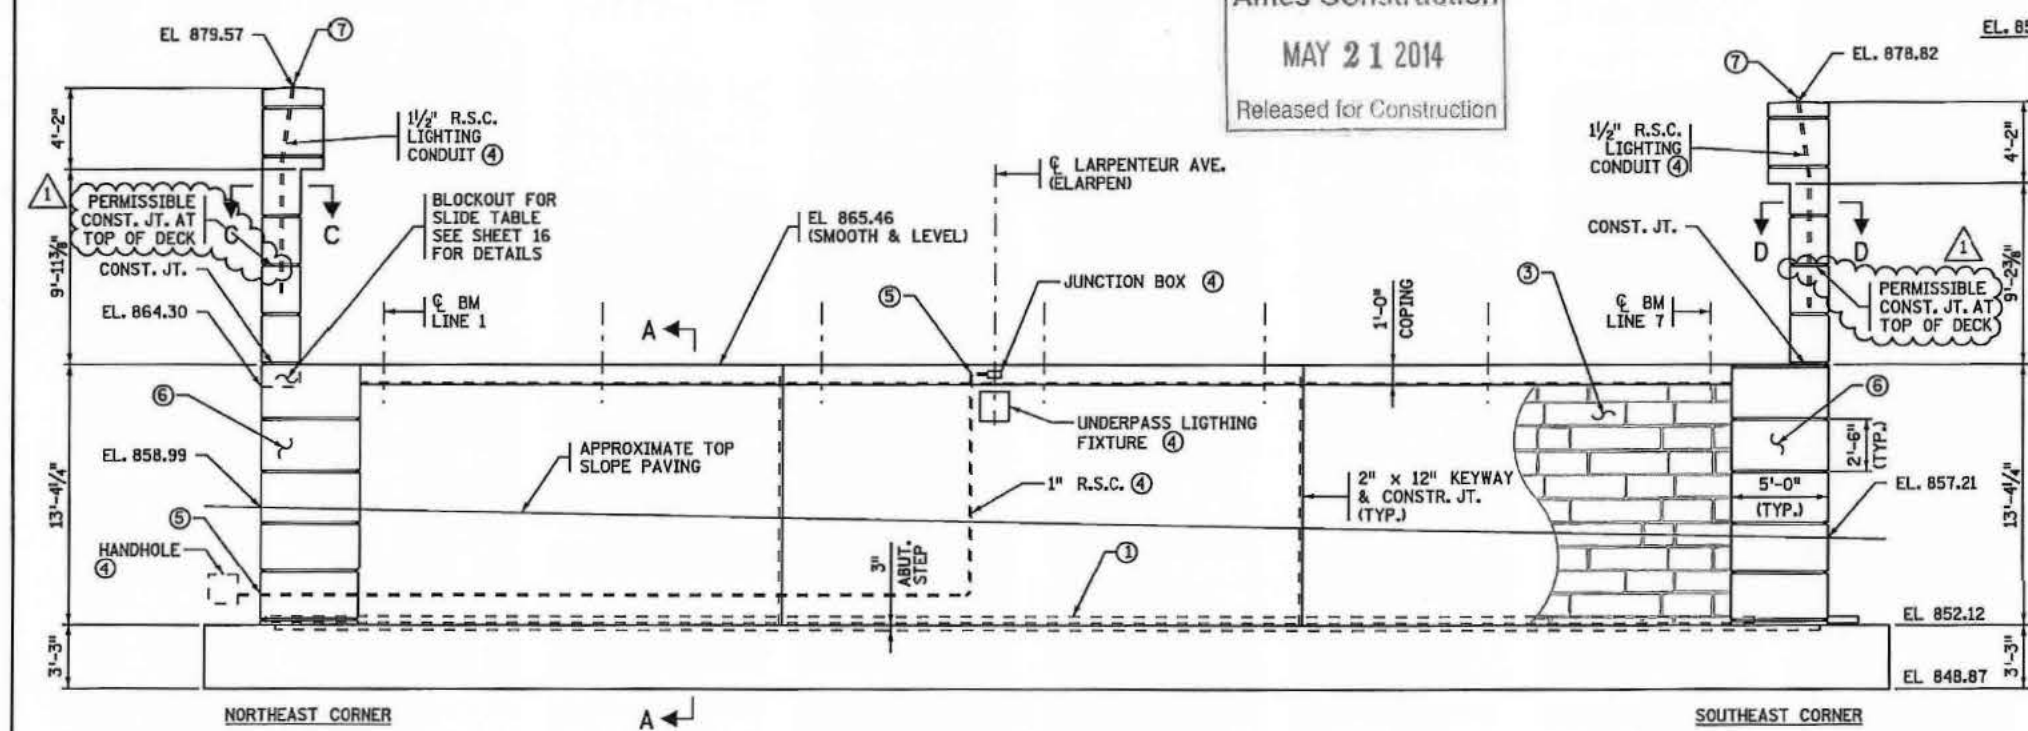 Ames Construction
MAY 21 2014
Released for Construction
EL 879.57
⑦
4'-2"
1½" R.S.C.
LIGHTING
CONDUIT ④
1
PERMISSIBLE
CONST. JT. AT
TOP OF DECK
C
C
9'-11⅜"
CONST. JT.
EL. 864.30
BLOCKOUT FOR
SLIDE TABLE
SEE SHEET 16
FOR DETAILS
℄ BM
LINE 1
A
EL 865.46
(SMOOTH & LEVEL)
℄ LARPENTEUR AVE.
(ELARPEN)
⑤
JUNCTION BOX ④
1'-0"
COPING
③
℄ BM
LINE 7
⑦
EL. 878.82
1½" R.S.C.
LIGHTING
CONDUIT ④
4'-2"
CONST. JT.
D
D
1
PERMISSIBLE
CONST. JT. AT
TOP OF DECK
9'-2⅜"
⑥
EL. 858.99
13'-4¼"
⑤
HANDHOLE
④
APPROXIMATE TOP
SLOPE PAVING
UNDERPASS LIGTHING
FIXTURE ④
1" R.S.C. ④
3"
ABUT.
STEP
①
2" x 12" KEYWAY
& CONSTR. JT.
(TYP.)
⑥
2'-6"
(TYP.)
5'-0"
(TYP.)
EL. 857.21
13'-4¼"
EL 852.12
3'-3"
EL 848.87
3'-3"
NORTHEAST CORNER
A
SOUTHEAST CORNER